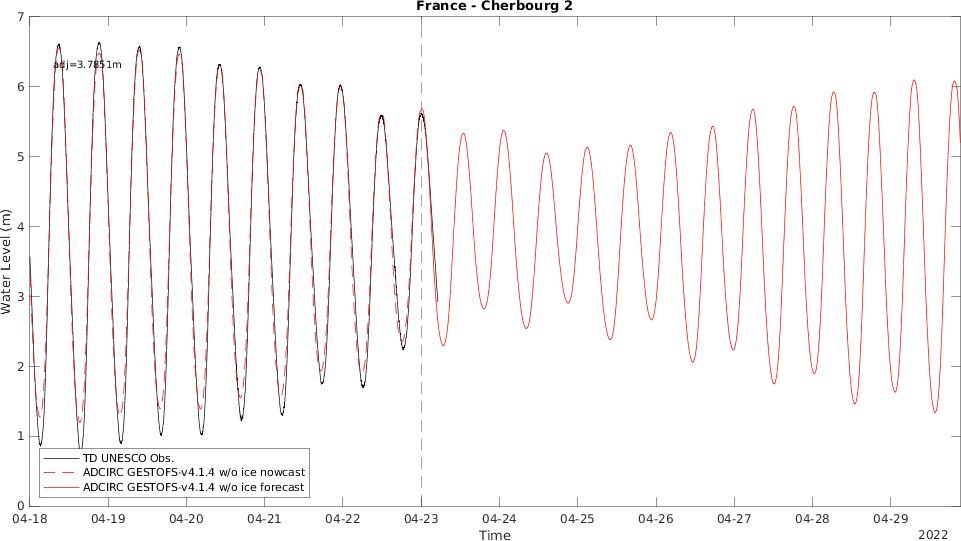 France - Cherbourg 2
7
6
5
4
3
2
1
0
Water Level (m)
adj=3.7851m
TD UNESCO Obs.
ADCIRC GESTOFS-v4.1.4 w/o ice nowcast
ADCIRC GESTOFS-v4.1.4 w/o ice forecast
04-18 04-19 04-20 04-21 04-22 04-23 04-24 04-25 04-26 04-27 04-28 04-29
Time
2022